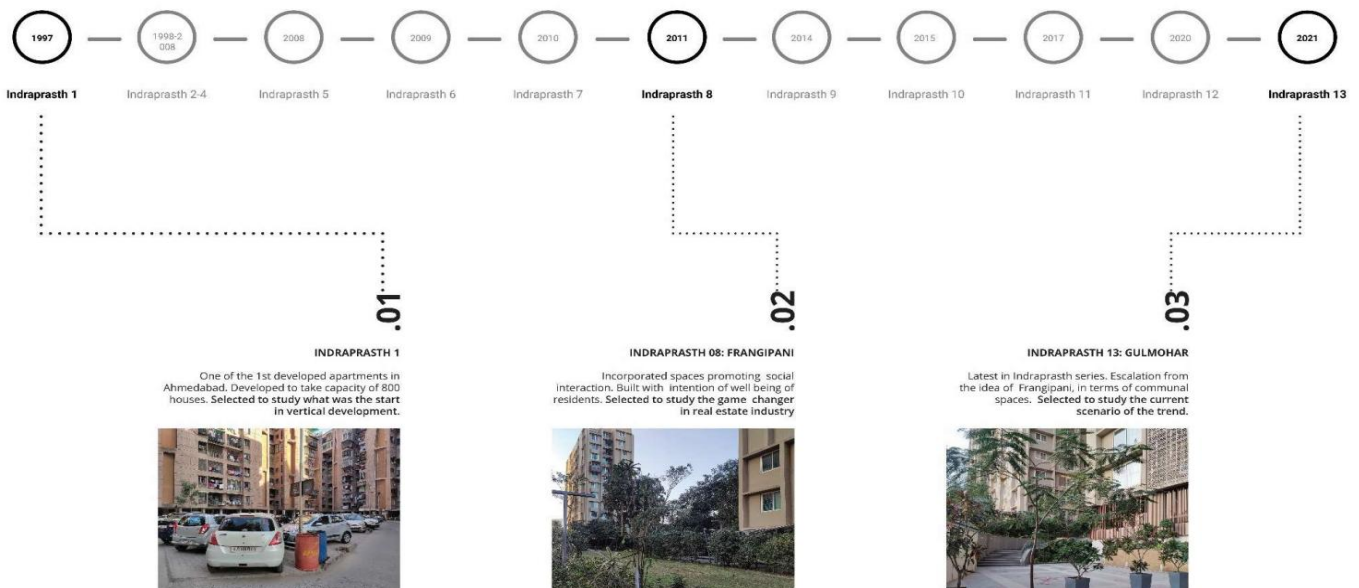 1997
1998-2
008
2008
2009
2010
2011
2014
2015
2017
2020
2021
Indraprasth 1
Indraprasth 2-4
Indraprasth 5
Indraprasth 6
Indraprasth 7
Indraprasth 8
Indraprasth 9
Indraprasth 10
Indraprasth 11
Indraprasth 12
Indraprasth 13
.01
INDRAPRASTH 1
One of the 1st developed apartments in
Ahmedabad. Developed to take capacity of 800
houses. Selected to study what was the start
in vertical development.
.02
INDRAPRASTH 08: FRANGIPANI
Incorporated spaces promoting social
interaction. Built with intention of well being of
residents. Selected to study the game changer
in real estate industry
.03
INDRAPRASTH 13: GULMOHAR
Latest in Indraprasth series. Escalation from
the idea of Frangipani, in terms of communal
spaces. Selected to study the current
scenario of the trend.